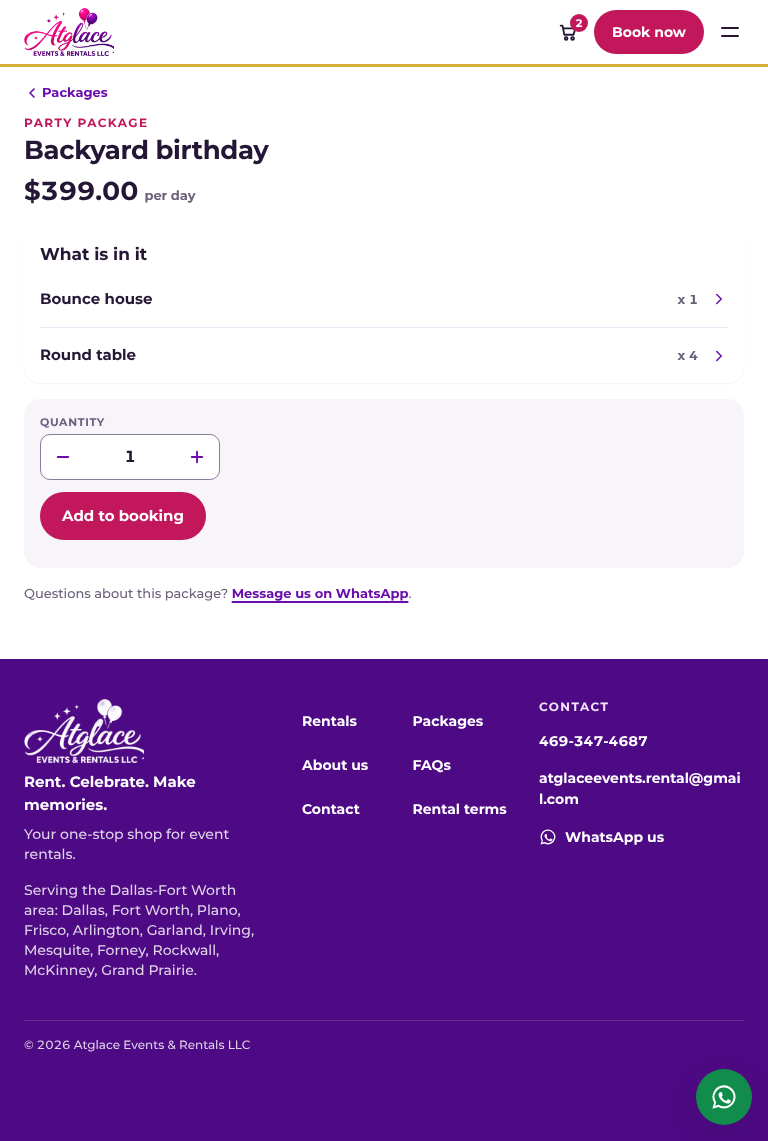 Atglace
EVENTS & RENTALS LLC
2
Book now
Packages
PARTY PACKAGE
Backyard birthday
$399.00 per day
What is in it
Bounce house x 1
Round table x 4
QUANTITY
1
Add to booking
Questions about this package? Message us on WhatsApp.
Atglace
EVENTS & RENTALS LLC
Rent. Celebrate. Make
memories.
Your one-stop shop for event
rentals.
Serving the Dallas-Fort Worth
area: Dallas, Fort Worth, Plano,
Frisco, Arlington, Garland, Irving,
Mesquite, Forney, Rockwall,
McKinney, Grand Prairie.
Rentals
Packages
About us
FAQs
Contact
Rental terms
CONTACT
469-347-4687
atglaceevents.rental@gmai
l.com
WhatsApp us
© 2026 Atglace Events & Rentals LLC